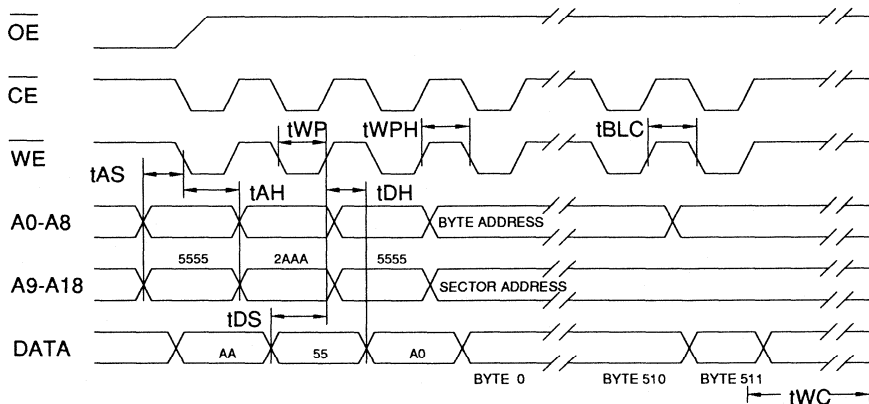 OE
CE
tWP tWPH tBLC
WE
tAS tAH tDH
A0-A8 BYTE ADDRESS
5555 2AAA 5555
A9-A18 SECTOR ADDRESS
tDS
DATA AA 55 A0
BYTE 0 BYTE 510 BYTE 511
tWC